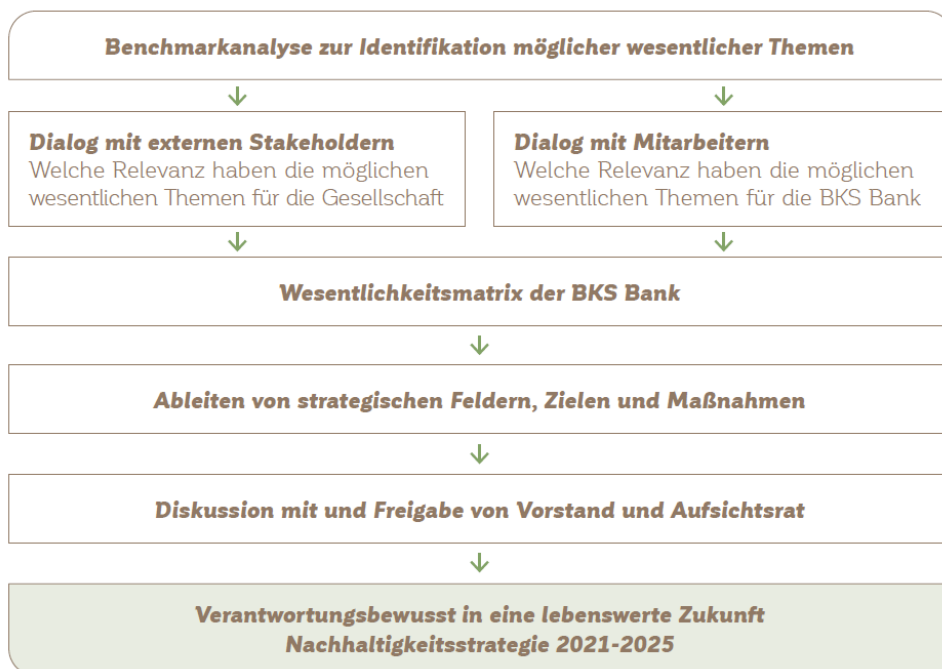 Benchmarkanalyse zur Identifikation möglicher wesentlicher Themen
Dialog mit externen Stakeholdern
Welche Relevanz haben die möglichen
wesentlichen Themen für die Gesellschaft
Dialog mit Mitarbeitern
Welche Relevanz haben die möglichen
wesentlichen Themen für die BKS Bank
Wesentlichkeitsmatrix der BKS Bank
Ableiten von strategischen Feldern, Zielen und Maßnahmen
Diskussion mit und Freigabe von Vorstand und Aufsichtsrat
Verantwortungsbewusst in eine lebenswerte Zukunft
Nachhaltigkeitsstrategie 2021-2025